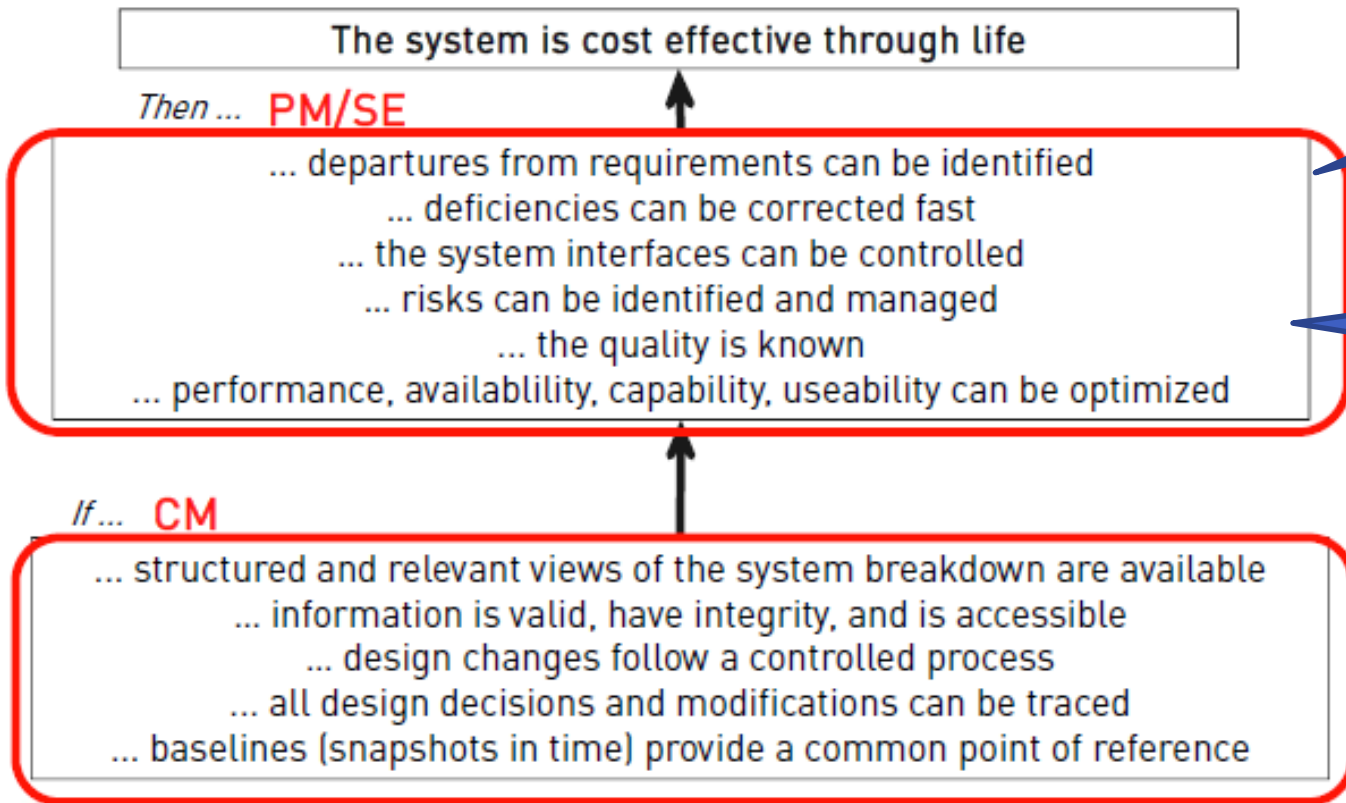 The system is cost effective through life
Then ... PM/SE
... departures from requirements can be identified
... deficiencies can be corrected fast
... the system interfaces can be controlled
... risks can be identified and managed
... the quality is known
... performance, availablility, capability, useability can be optimized
If ... CM
... structured and relevant views of the system breakdown are available
... information is valid, have integrity, and is accessible
... design changes follow a controlled process
... all design decisions and modifications can be traced
... baselines (snapshots in time) provide a common point of reference